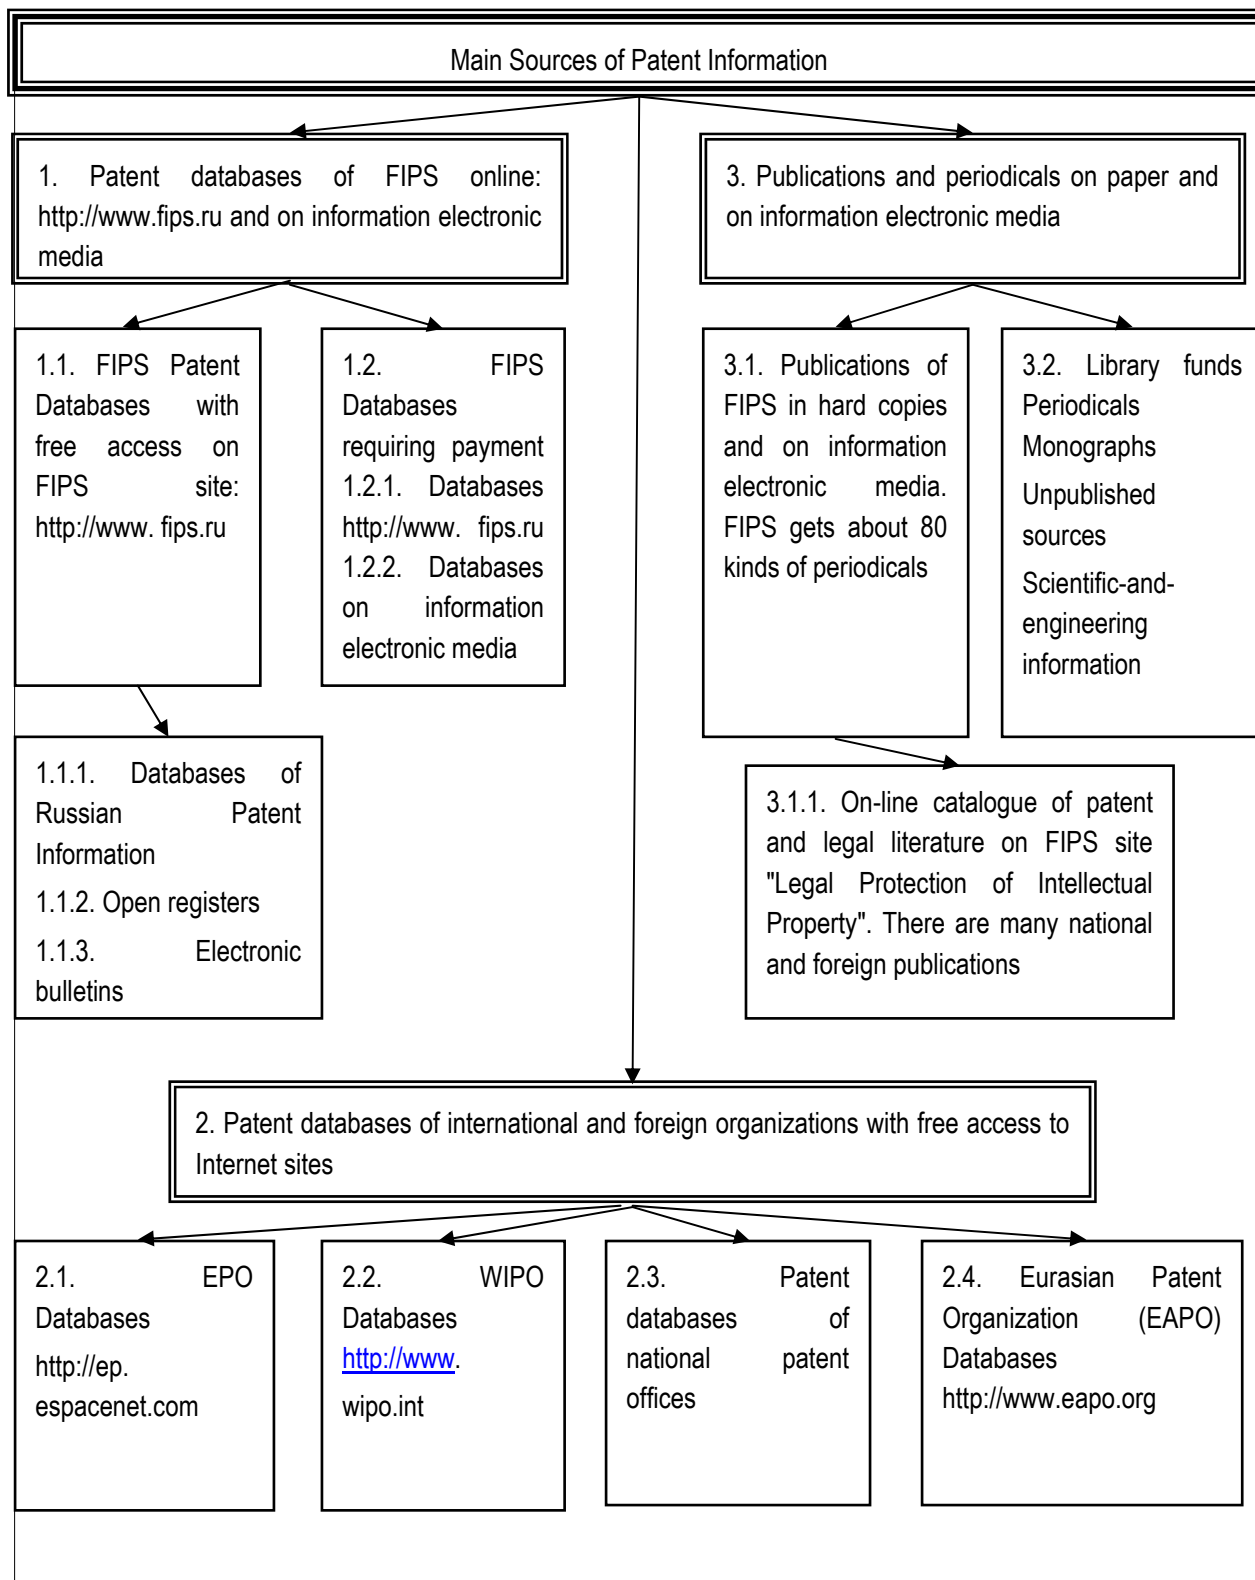 Main Sources of Patent Information
1. Patent databases of FIPS online:
http://www.fips.ru and on information electronic
media
3. Publications and periodicals on paper and
on information electronic media
1.1. FIPS Patent
Databases with
free access on
FIPS site:
http://www. fips.ru
1.2. FIPS
Databases
requiring payment
1.2.1. Databases
http://www. fips.ru
1.2.2. Databases
on information
electronic media
3.1. Publications of
FIPS in hard copies
and on information
electronic media.
FIPS gets about 80
kinds of periodicals
3.2. Library funds
Periodicals
Monographs
Unpublished
sources
Scientific-and-
engineering
information
1.1.1. Databases of
Russian Patent
Information
1.1.2. Open registers
1.1.3. Electronic
bulletins
3.1.1. On-line catalogue of patent
and legal literature on FIPS site
"Legal Protection of Intellectual
Property". There are many national
and foreign publications
2. Patent databases of international and foreign organizations with free access to
Internet sites
2.1. EPO
Databases
http://ep.
espacenet.com
2.2. WIPO
Databases
http://www.
wipo.int
2.3. Patent
databases of
national patent
offices
2.4. Eurasian Patent
Organization (EAPO)
Databases
http://www.eapo.org